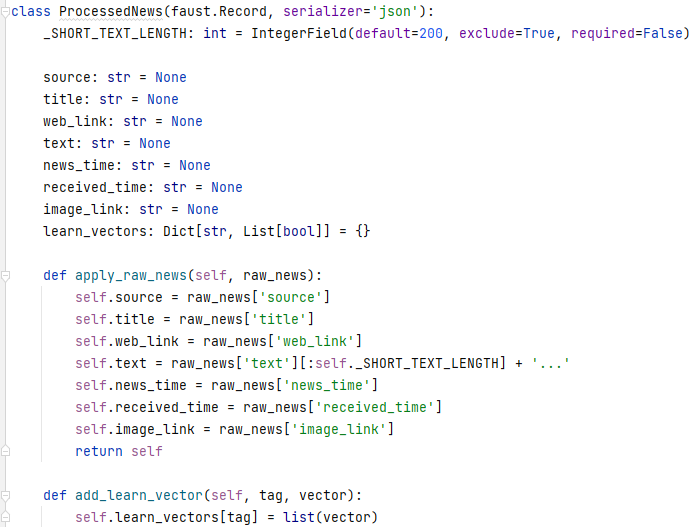 class ProcessedNews(faust.Record, serializer='json'):
    _SHORT_TEXT_LENGTH: int = IntegerField(default=200, exclude=True, required=False)

    source: str = None
    title: str = None
    web_link: str = None
    text: str = None
    news_time: str = None
    received_time: str = None
    image_link: str = None
    learn_vectors: Dict[str, List[bool]] = {}

    def apply_raw_news(self, raw_news):
        self.source = raw_news['source']
        self.title = raw_news['title']
        self.web_link = raw_news['web_link']
        self.text = raw_news['text'][:self._SHORT_TEXT_LENGTH] + '...'
        self.news_time = raw_news['news_time']
        self.received_time = raw_news['received_time']
        self.image_link = raw_news['image_link']
        return self

    def add_learn_vector(self, tag, vector):
        self.learn_vectors[tag] = list(vector)